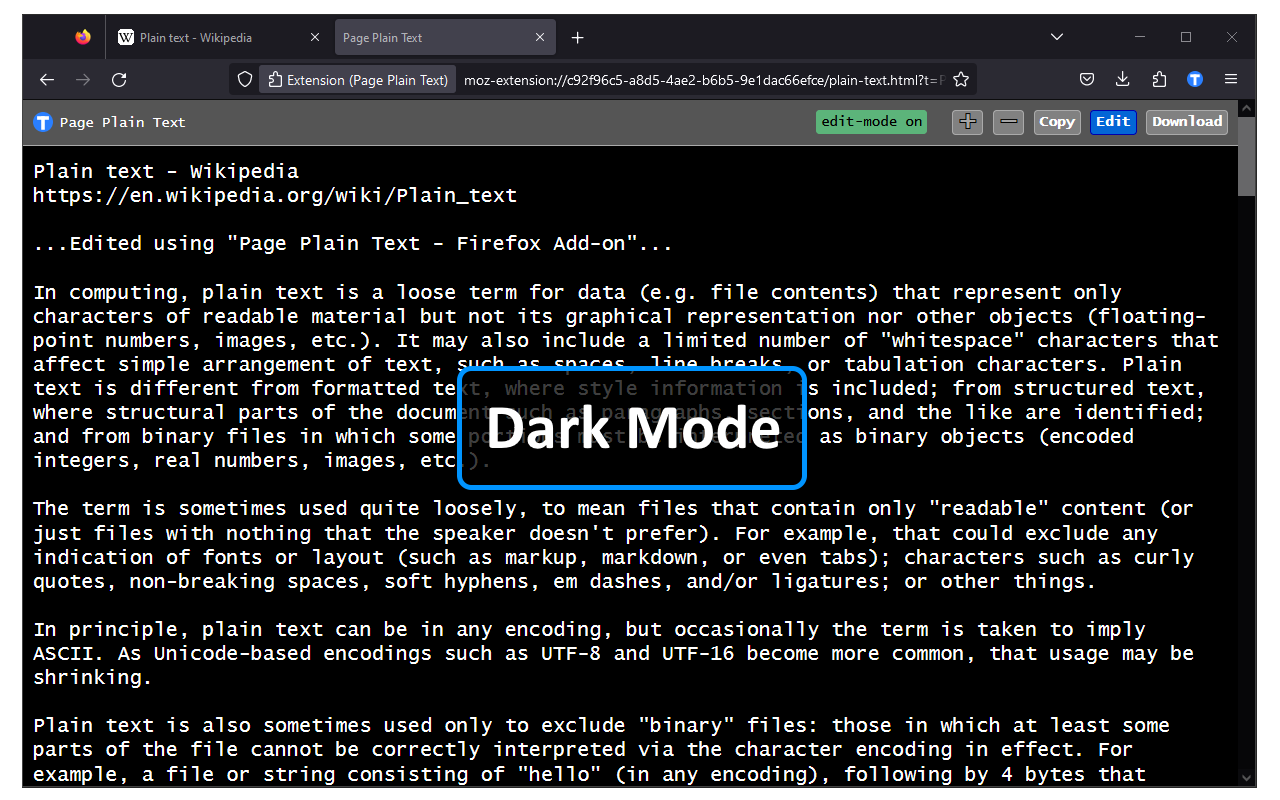 Plain text - Wikipedia
Page Plain Text
Extension (Page Plain Text) moz-extension://c92f96c5-a8d5-4ae2-b6b5-9e1dac66efce/plain-text.html?t=P
T Page Plain Text edit-mode on + — Copy Edit Download
Plain text - Wikipedia
https://en.wikipedia.org/wiki/Plain_text
...Edited using "Page Plain Text - Firefox Add-on"...
In computing, plain text is a loose term for data (e.g. file contents) that represent only
characters of readable material but not its graphical representation nor other objects (floating-
point numbers, images, etc.). It may also include a limited number of "whitespace" characters that
affect simple arrangement of text, such as spaces, line breaks, or tabulation characters. Plain
text is different from formatted text, where style information is included; from structured text,
where structural parts of the document such as paragraphs, sections, and the like are identified;
and from binary files in which some portions must be interpreted as binary objects (encoded
integers, real numbers, images, etc.).
Dark Mode
The term is sometimes used quite loosely, to mean files that contain only "readable" content (or
just files with nothing that the speaker doesn't prefer). For example, that could exclude any
indication of fonts or layout (such as markup, markdown, or even tabs); characters such as curly
quotes, non-breaking spaces, soft hyphens, em dashes, and/or ligatures; or other things.
In principle, plain text can be in any encoding, but occasionally the term is taken to imply
ASCII. As Unicode-based encodings such as UTF-8 and UTF-16 become more common, that usage may be
shrinking.
Plain text is also sometimes used only to exclude "binary" files: those in which at least some
parts of the file cannot be correctly interpreted via the character encoding in effect. For
example, a file or string consisting of "hello" (in any encoding), following by 4 bytes that